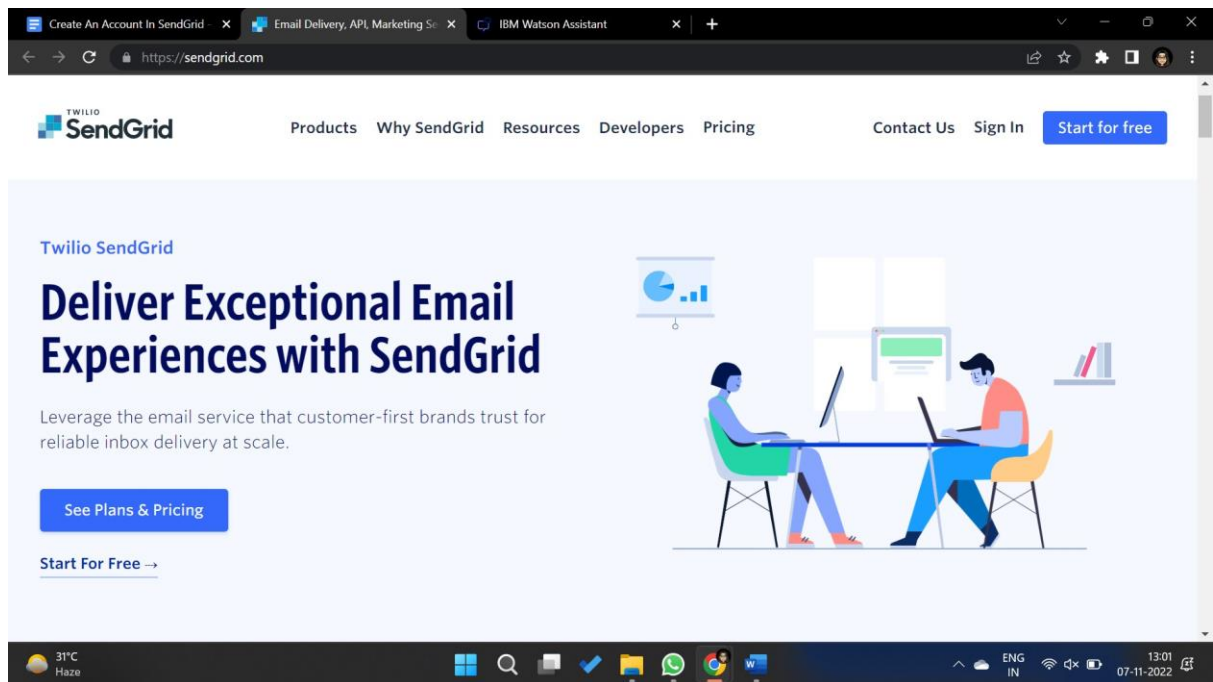 Create An Account In SendGrid -
Email Delivery, API, Marketing Se
IBM Watson Assistant
https://sendgrid.com
TWILIO
SendGrid
Products Why SendGrid Resources Developers Pricing Contact Us Sign In Start for free
Twilio SendGrid
Deliver Exceptional Email
Experiences with SendGrid
Leverage the email service that customer-first brands trust for
reliable inbox delivery at scale.
See Plans & Pricing
Start For Free →
31°C
Haze
ENG
IN
13:01
07-11-2022